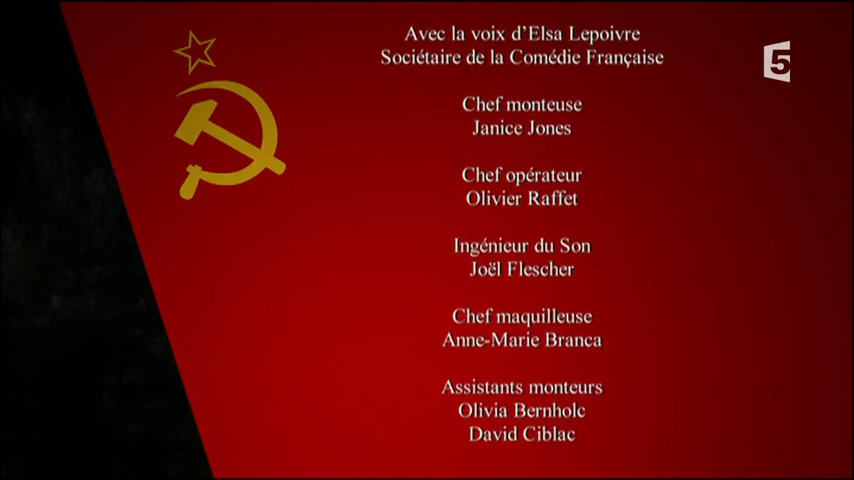 Avec la voix d'Elsa Lepoivre
Sociétaire de la Comédie Française
5
Chef monteuse
Janice Jones
Chef opérateur
Olivier Raffet
Ingénieur du Son
Joël Flescher
Chef maquilleuse
Anne-Marie Branca
Assistants monteurs
Olivia Bernholc
David Ciblac